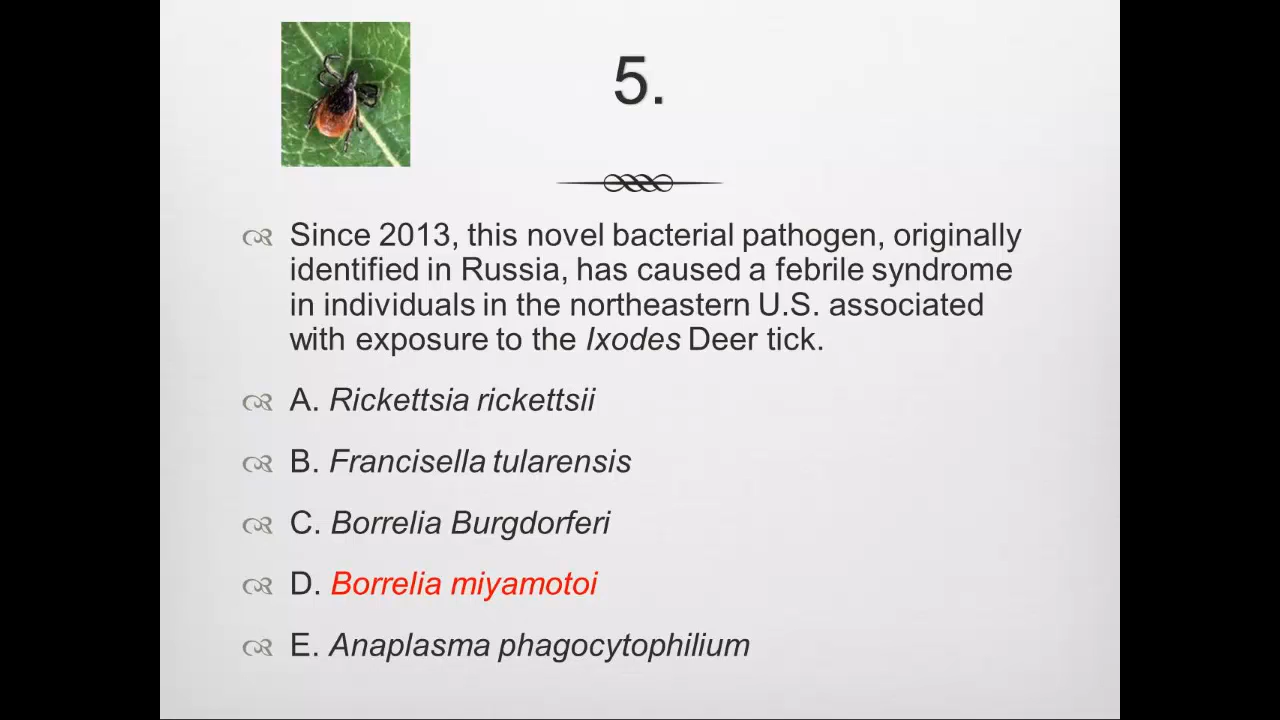 5.
Since 2013, this novel bacterial pathogen, originally
identified in Russia, has caused a febrile syndrome
in individuals in the northeastern U.S. associated
with exposure to the Ixodes Deer tick.
A. Rickettsia rickettsii
B. Francisella tularensis
C. Borrelia Burgdorferi
D. Borrelia miyamotoi
E. Anaplasma phagocytophilium